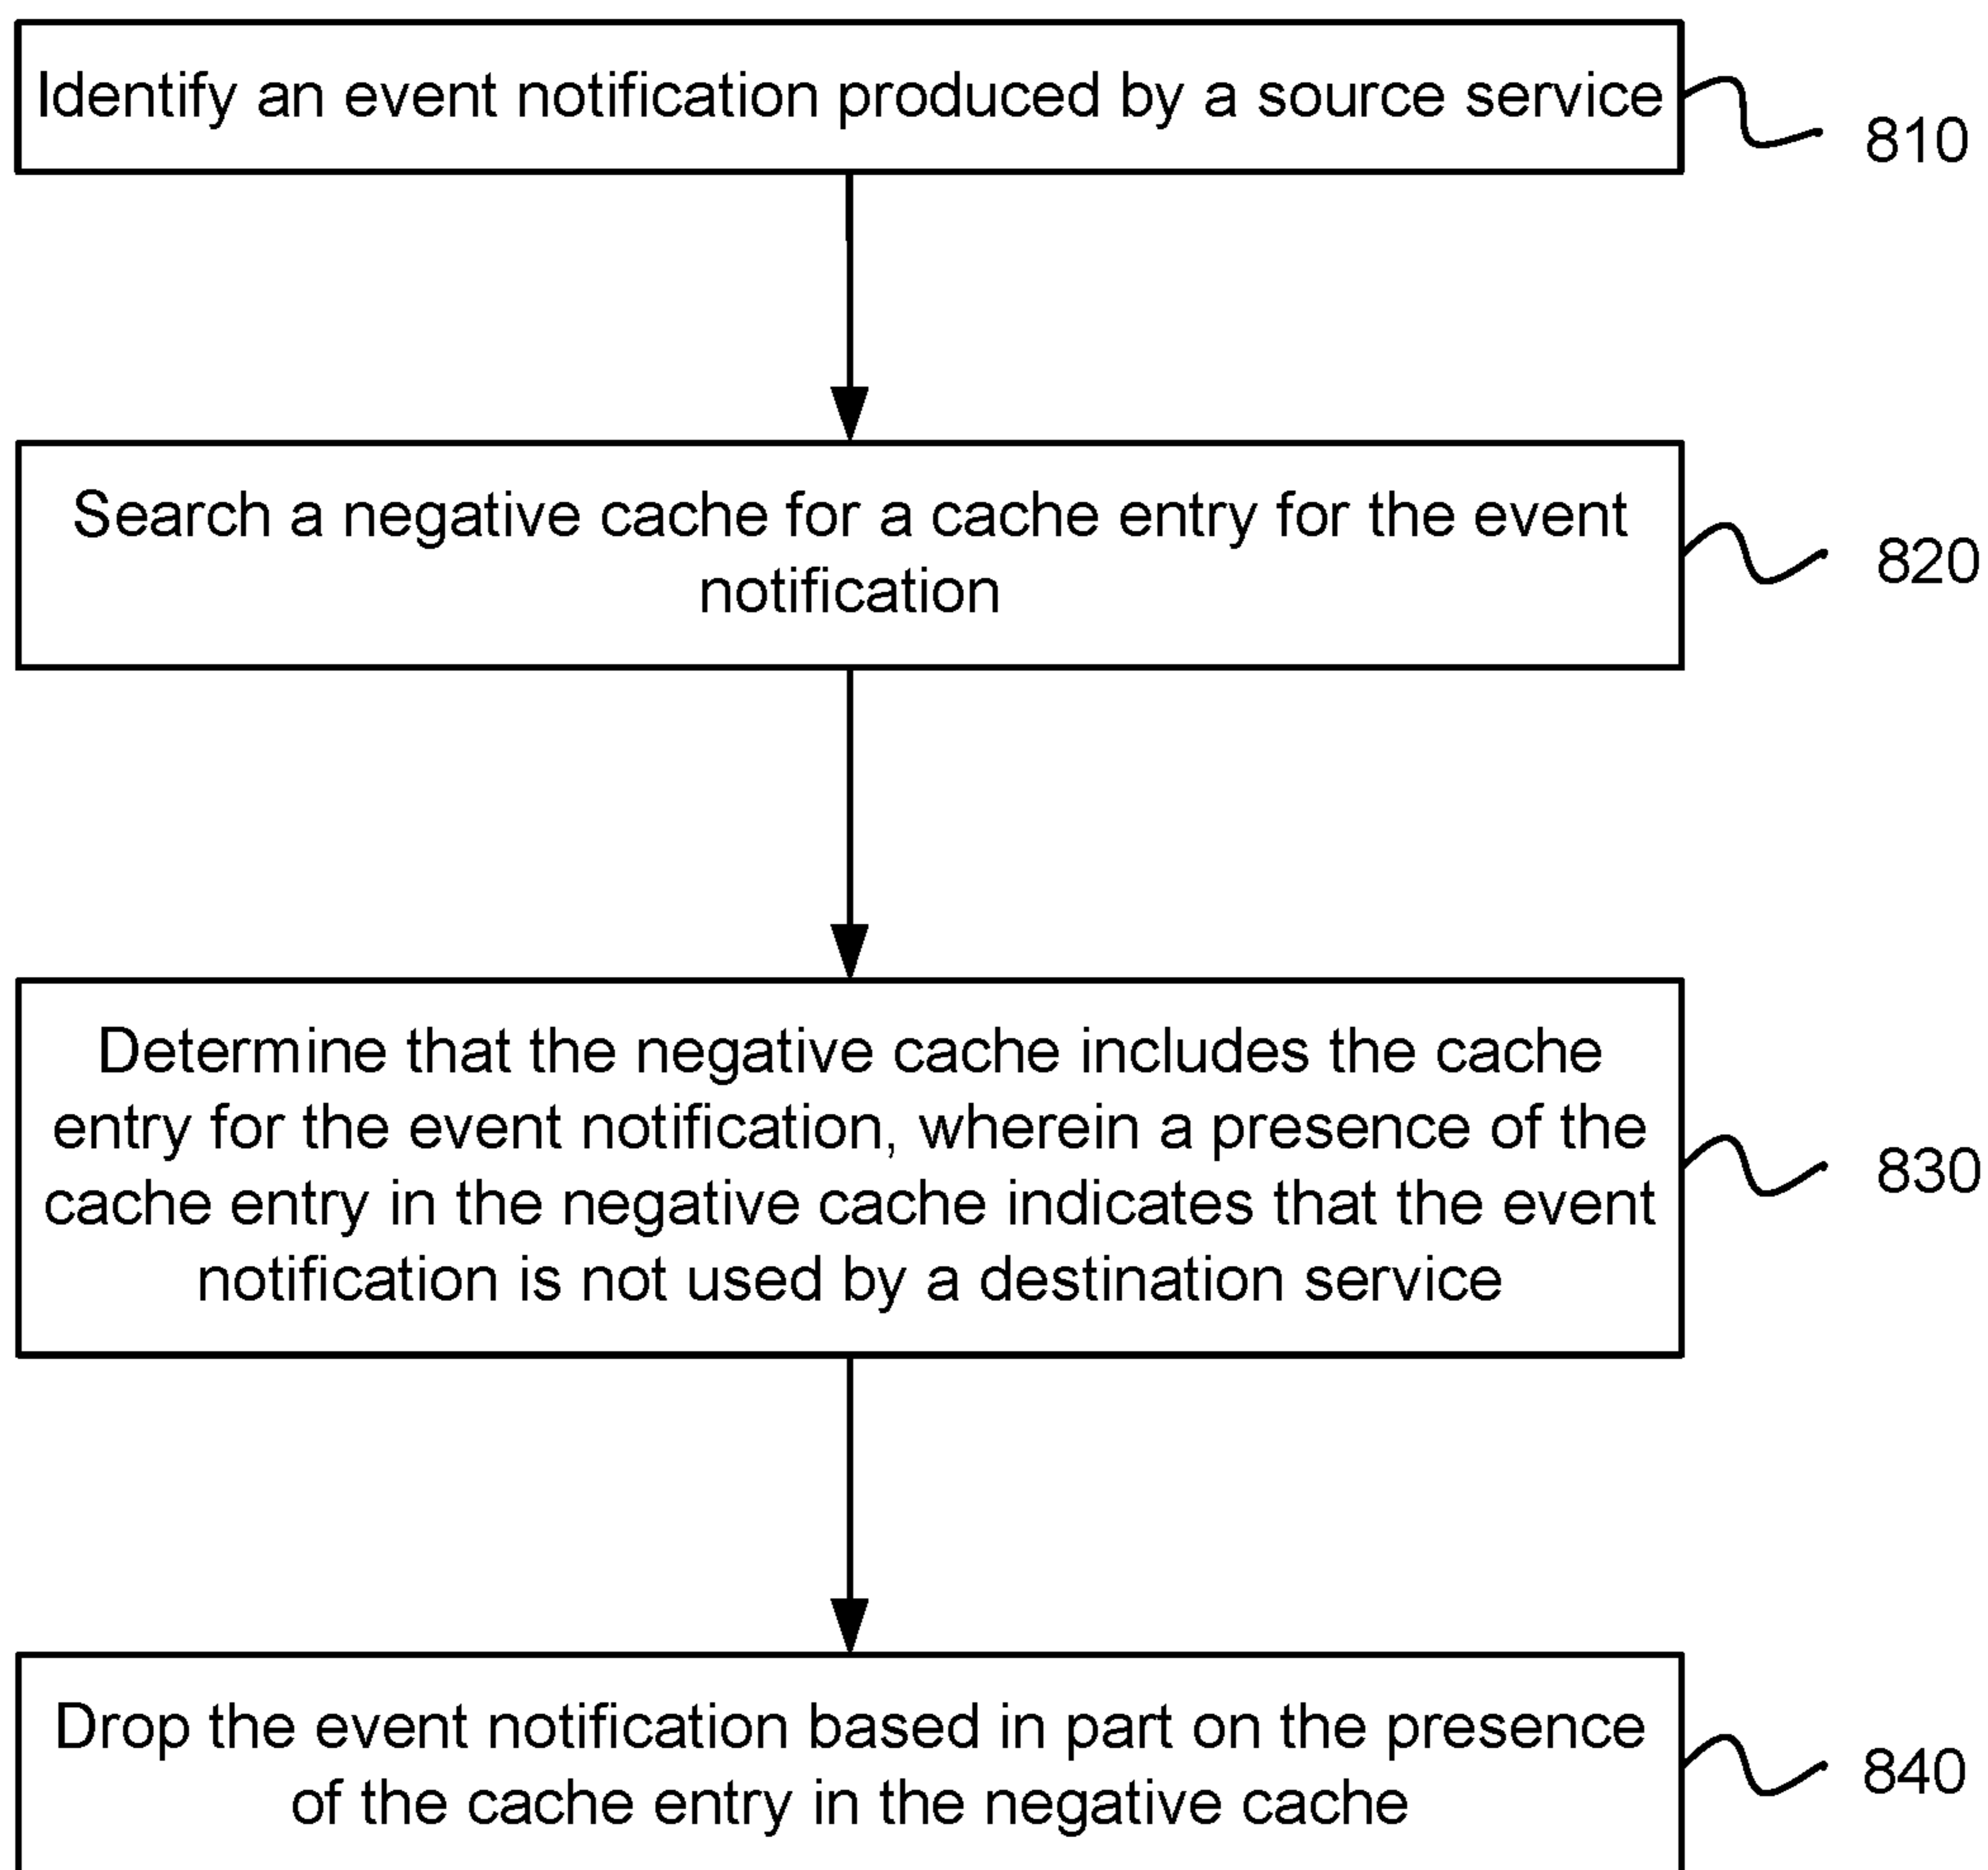 Identify an event notification produced by a source service
810
Search a negative cache for a cache entry for the event
notification
820
Determine that the negative cache includes the cache
entry for the event notification, wherein a presence of the
cache entry in the negative cache indicates that the event
notification is not used by a destination service
830
Drop the event notification based in part on the presence
of the cache entry in the negative cache
840